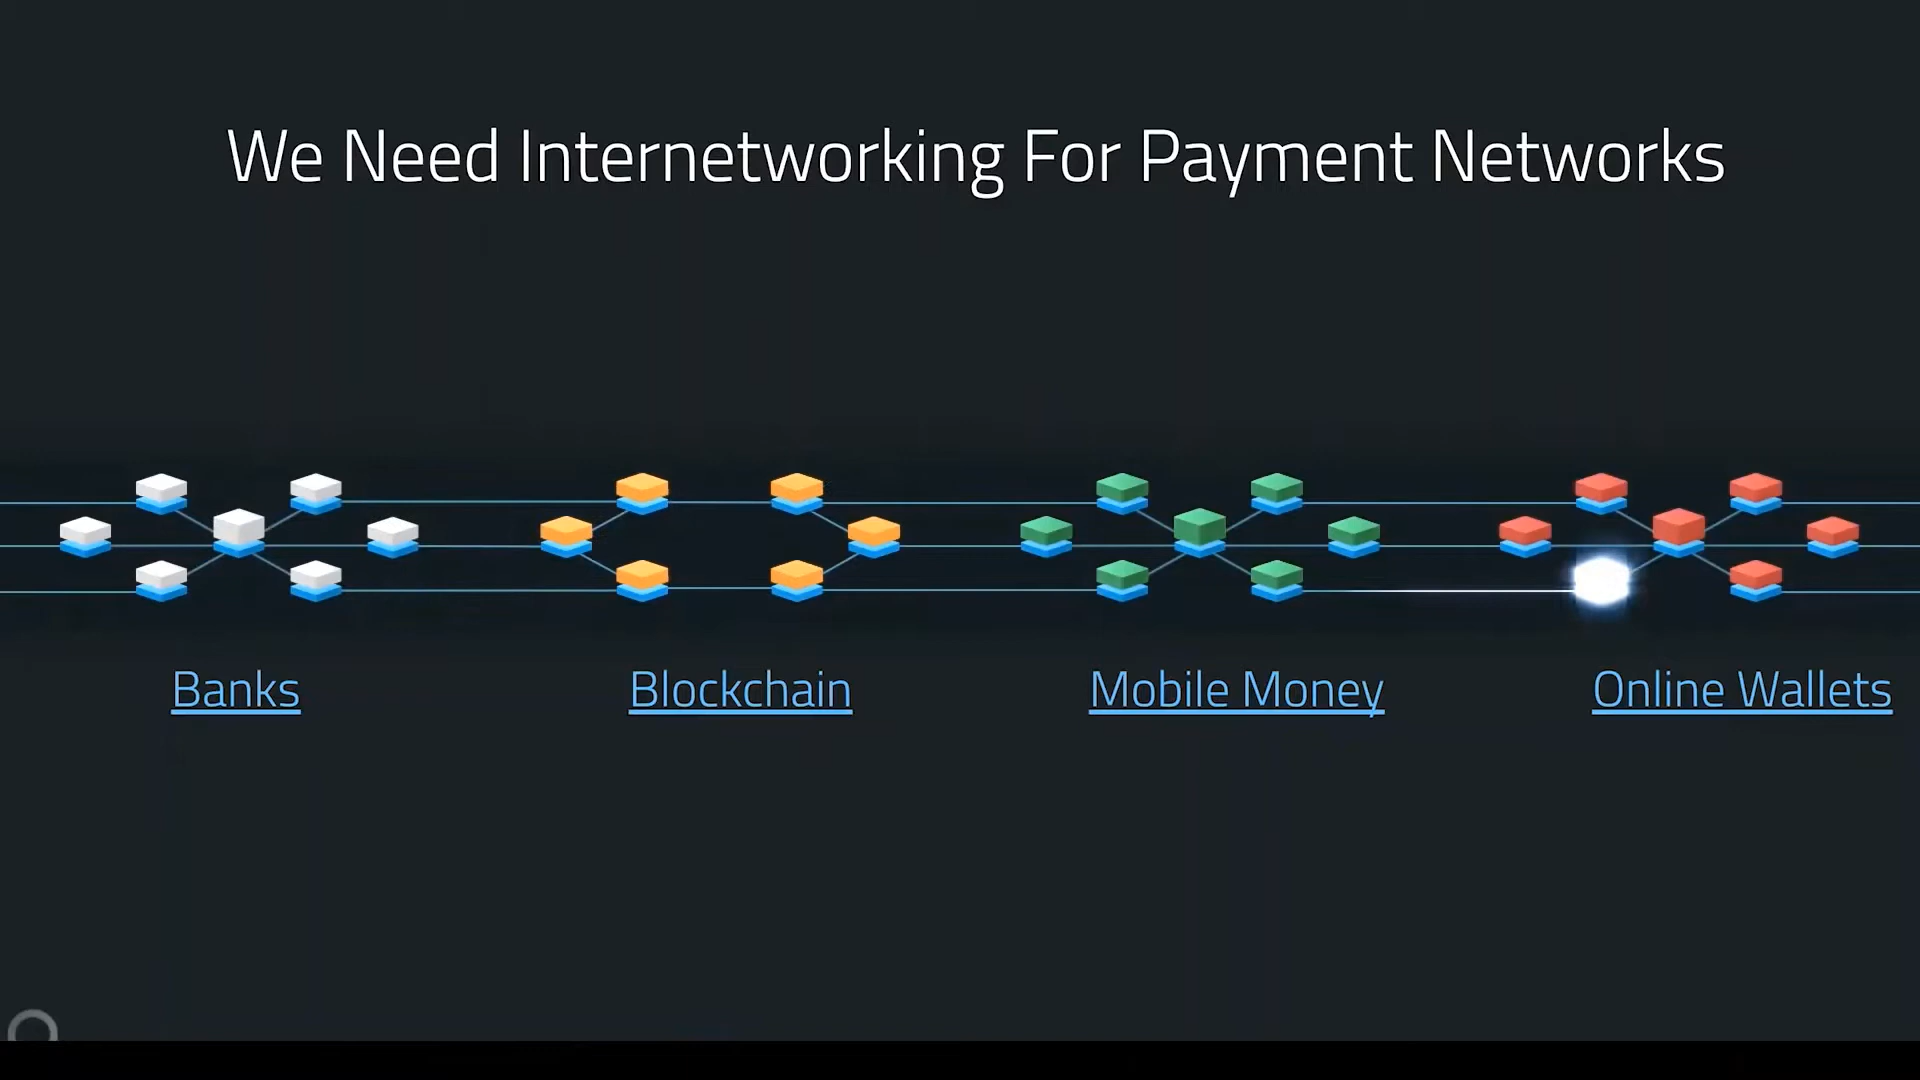 We Need Internetworking For Payment Networks
Banks
Blockchain
Mobile Money
Online Wallets